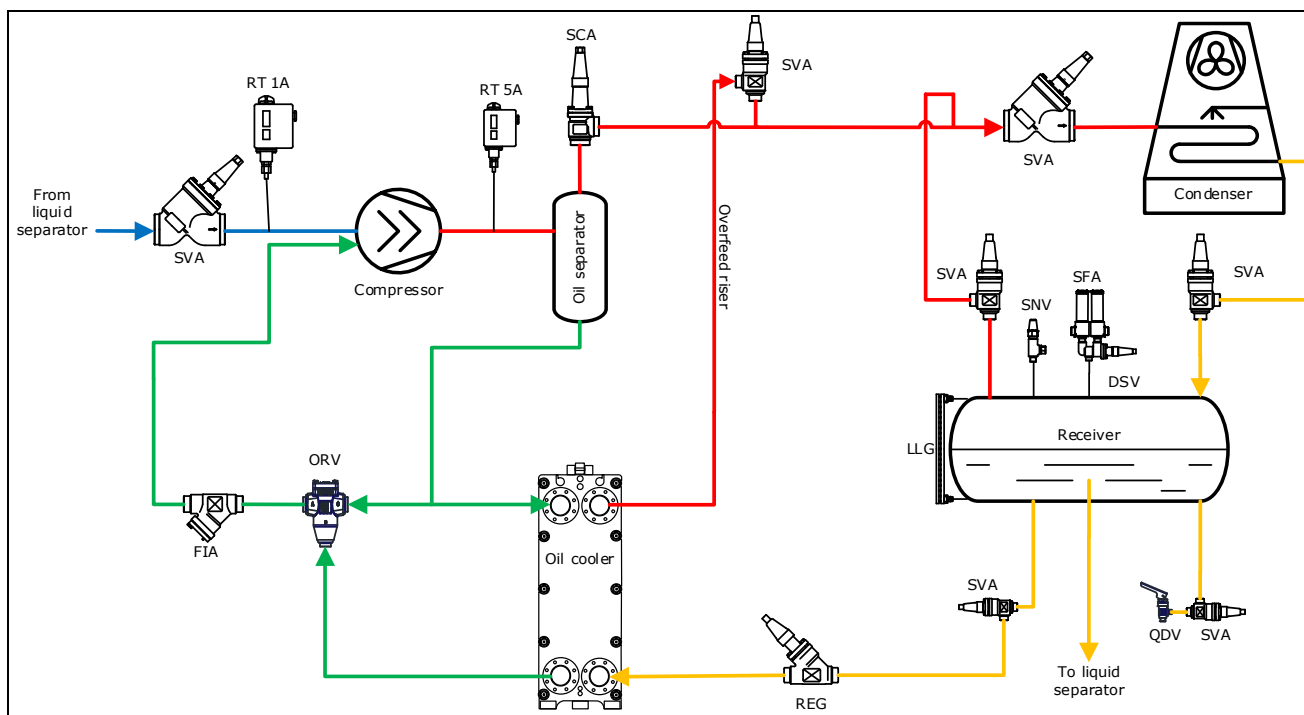 SCA
SVA
RT 1A
RT 5A
SVA
Condenser
From
liquid
separator
SVA
Compressor
Oil separator
Overfeed riser
SVA
SNV
SFA
SVA
DSV
LLG
Receiver
ORV
FIA
Oil cooler
SVA
QDV
SVA
REG
To liquid
separator